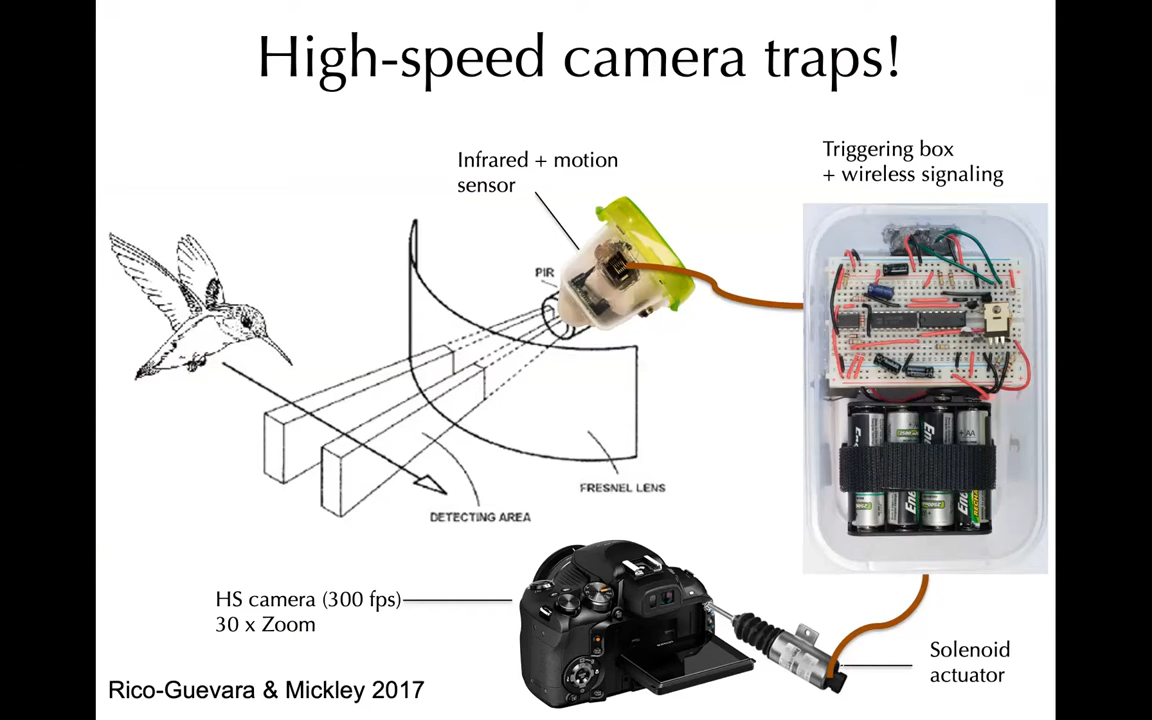 High-speed camera traps!
Infrared + motion
sensor
Triggering box
+ wireless signaling
PIR
FRESNEL LENS
DETECTING AREA
HS camera (300 fps)
30 x Zoom
Solenoid
actuator
Rico-Guevara & Mickley 2017